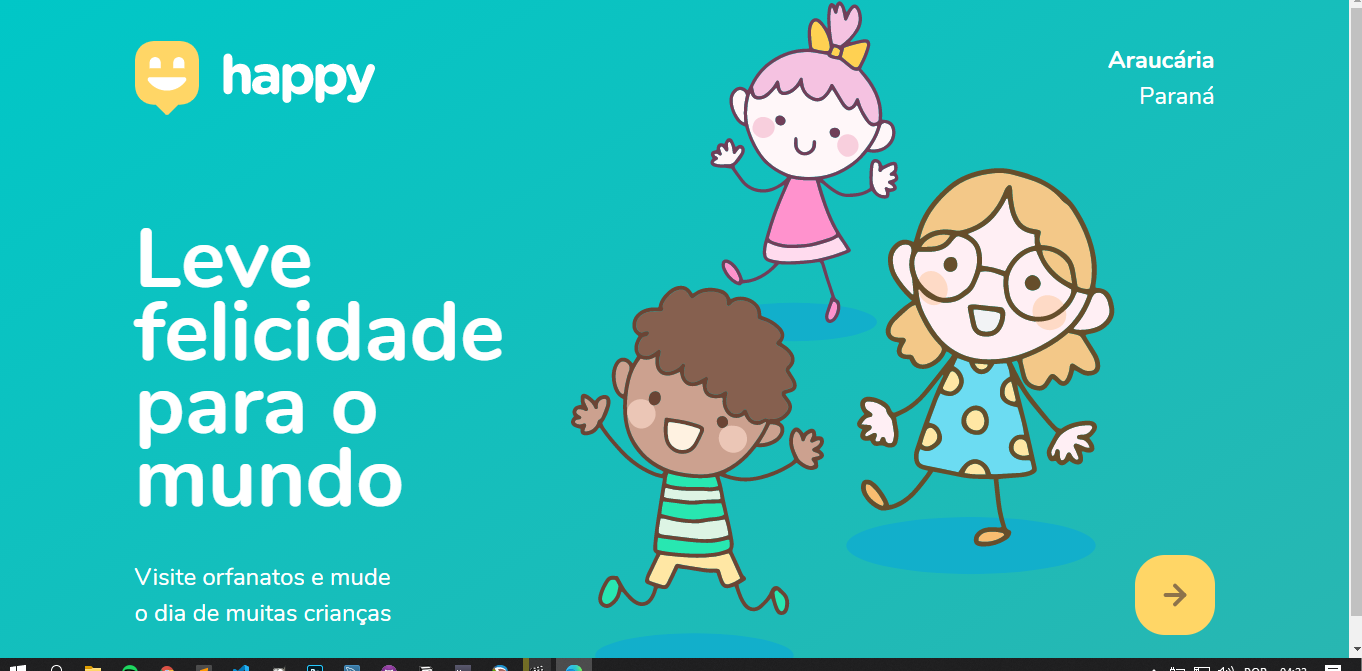 happy
Araucária
Paraná
Leve
felicidade
para o
mundo
Visite orfanatos e mude
o dia de muitas crianças